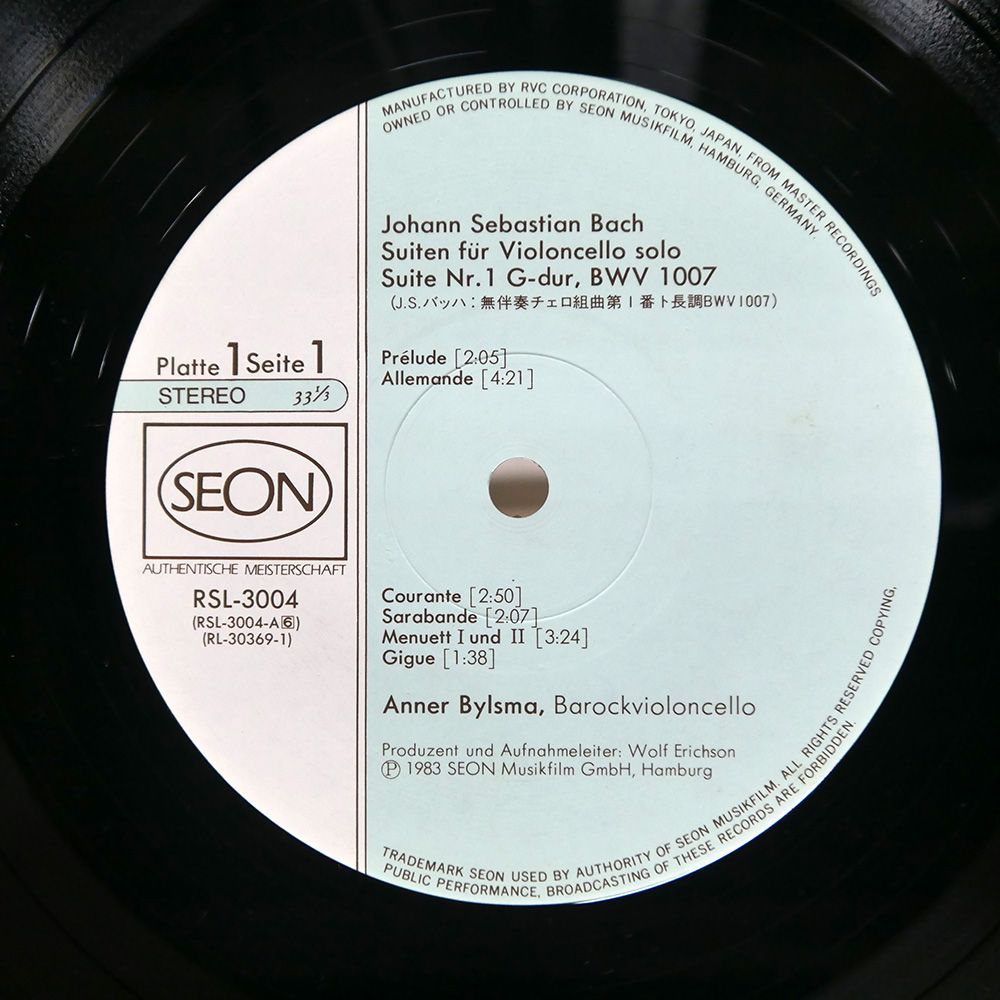 MANUFACTURED BY RVC CORPORATION, TOKYO, JAPAN, FROM MASTER RECORDINGS
OWNED OR CONTROLLED BY SEON MUSIKFILM, HAMBURG, GERMANY.
Johann Sebastian Bach
Suiten für Violoncello solo
Suite Nr. 1 G-dur, BWV 1007
(J.S.バッハ：無伴奏チェロ組曲第1番ト長調BWV1007)
Platte 1 Seite 1
STEREO 33 1/3
SEON
AUTHENTISCHE MEISTERSCHAFT
RSL-3004
(RSL-3004-A6)
(RL-30369-1)
Prélude [2:05]
Allemande [4:21]
Courante [2:50]
Sarabande [2:07]
Menuett I und II [3:24]
Gigue [1:38]
Anner Bylsma, Barockvioloncello
Produzent und Aufnahmeleiter: Wolf Erichson
Ⓟ 1983 SEON Musikfilm GmbH, Hamburg
TRADEMARK SEON USED BY AUTHORITY OF SEON MUSIKFILM. ALL RIGHTS RESERVED COPYING,
PUBLIC PERFORMANCE, BROADCASTING OF THESE RECORDS ARE FORBIDDEN.